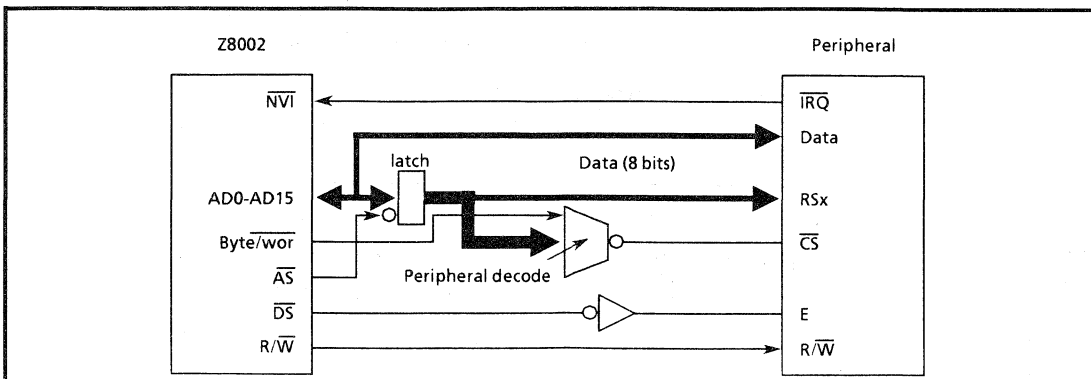 Z8002
Peripheral
NVI
IRQ
Data
latch
Data (8 bits)
AD0-AD15
RSx
Byte/wor
CS
Peripheral decode
AS
DS
E
R/W
R/W